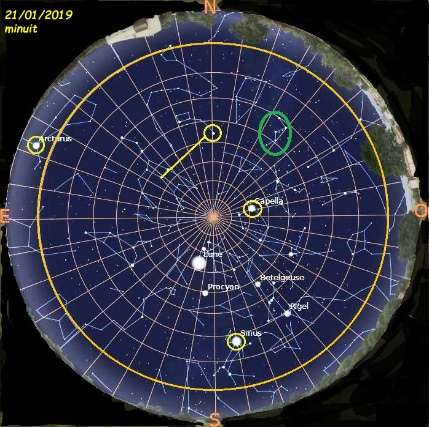 21/01/2019
minuit
N
Arcturus
Capella
E
O
Lune
Betelgeuse
Procyon
Rigel
Sirius
S